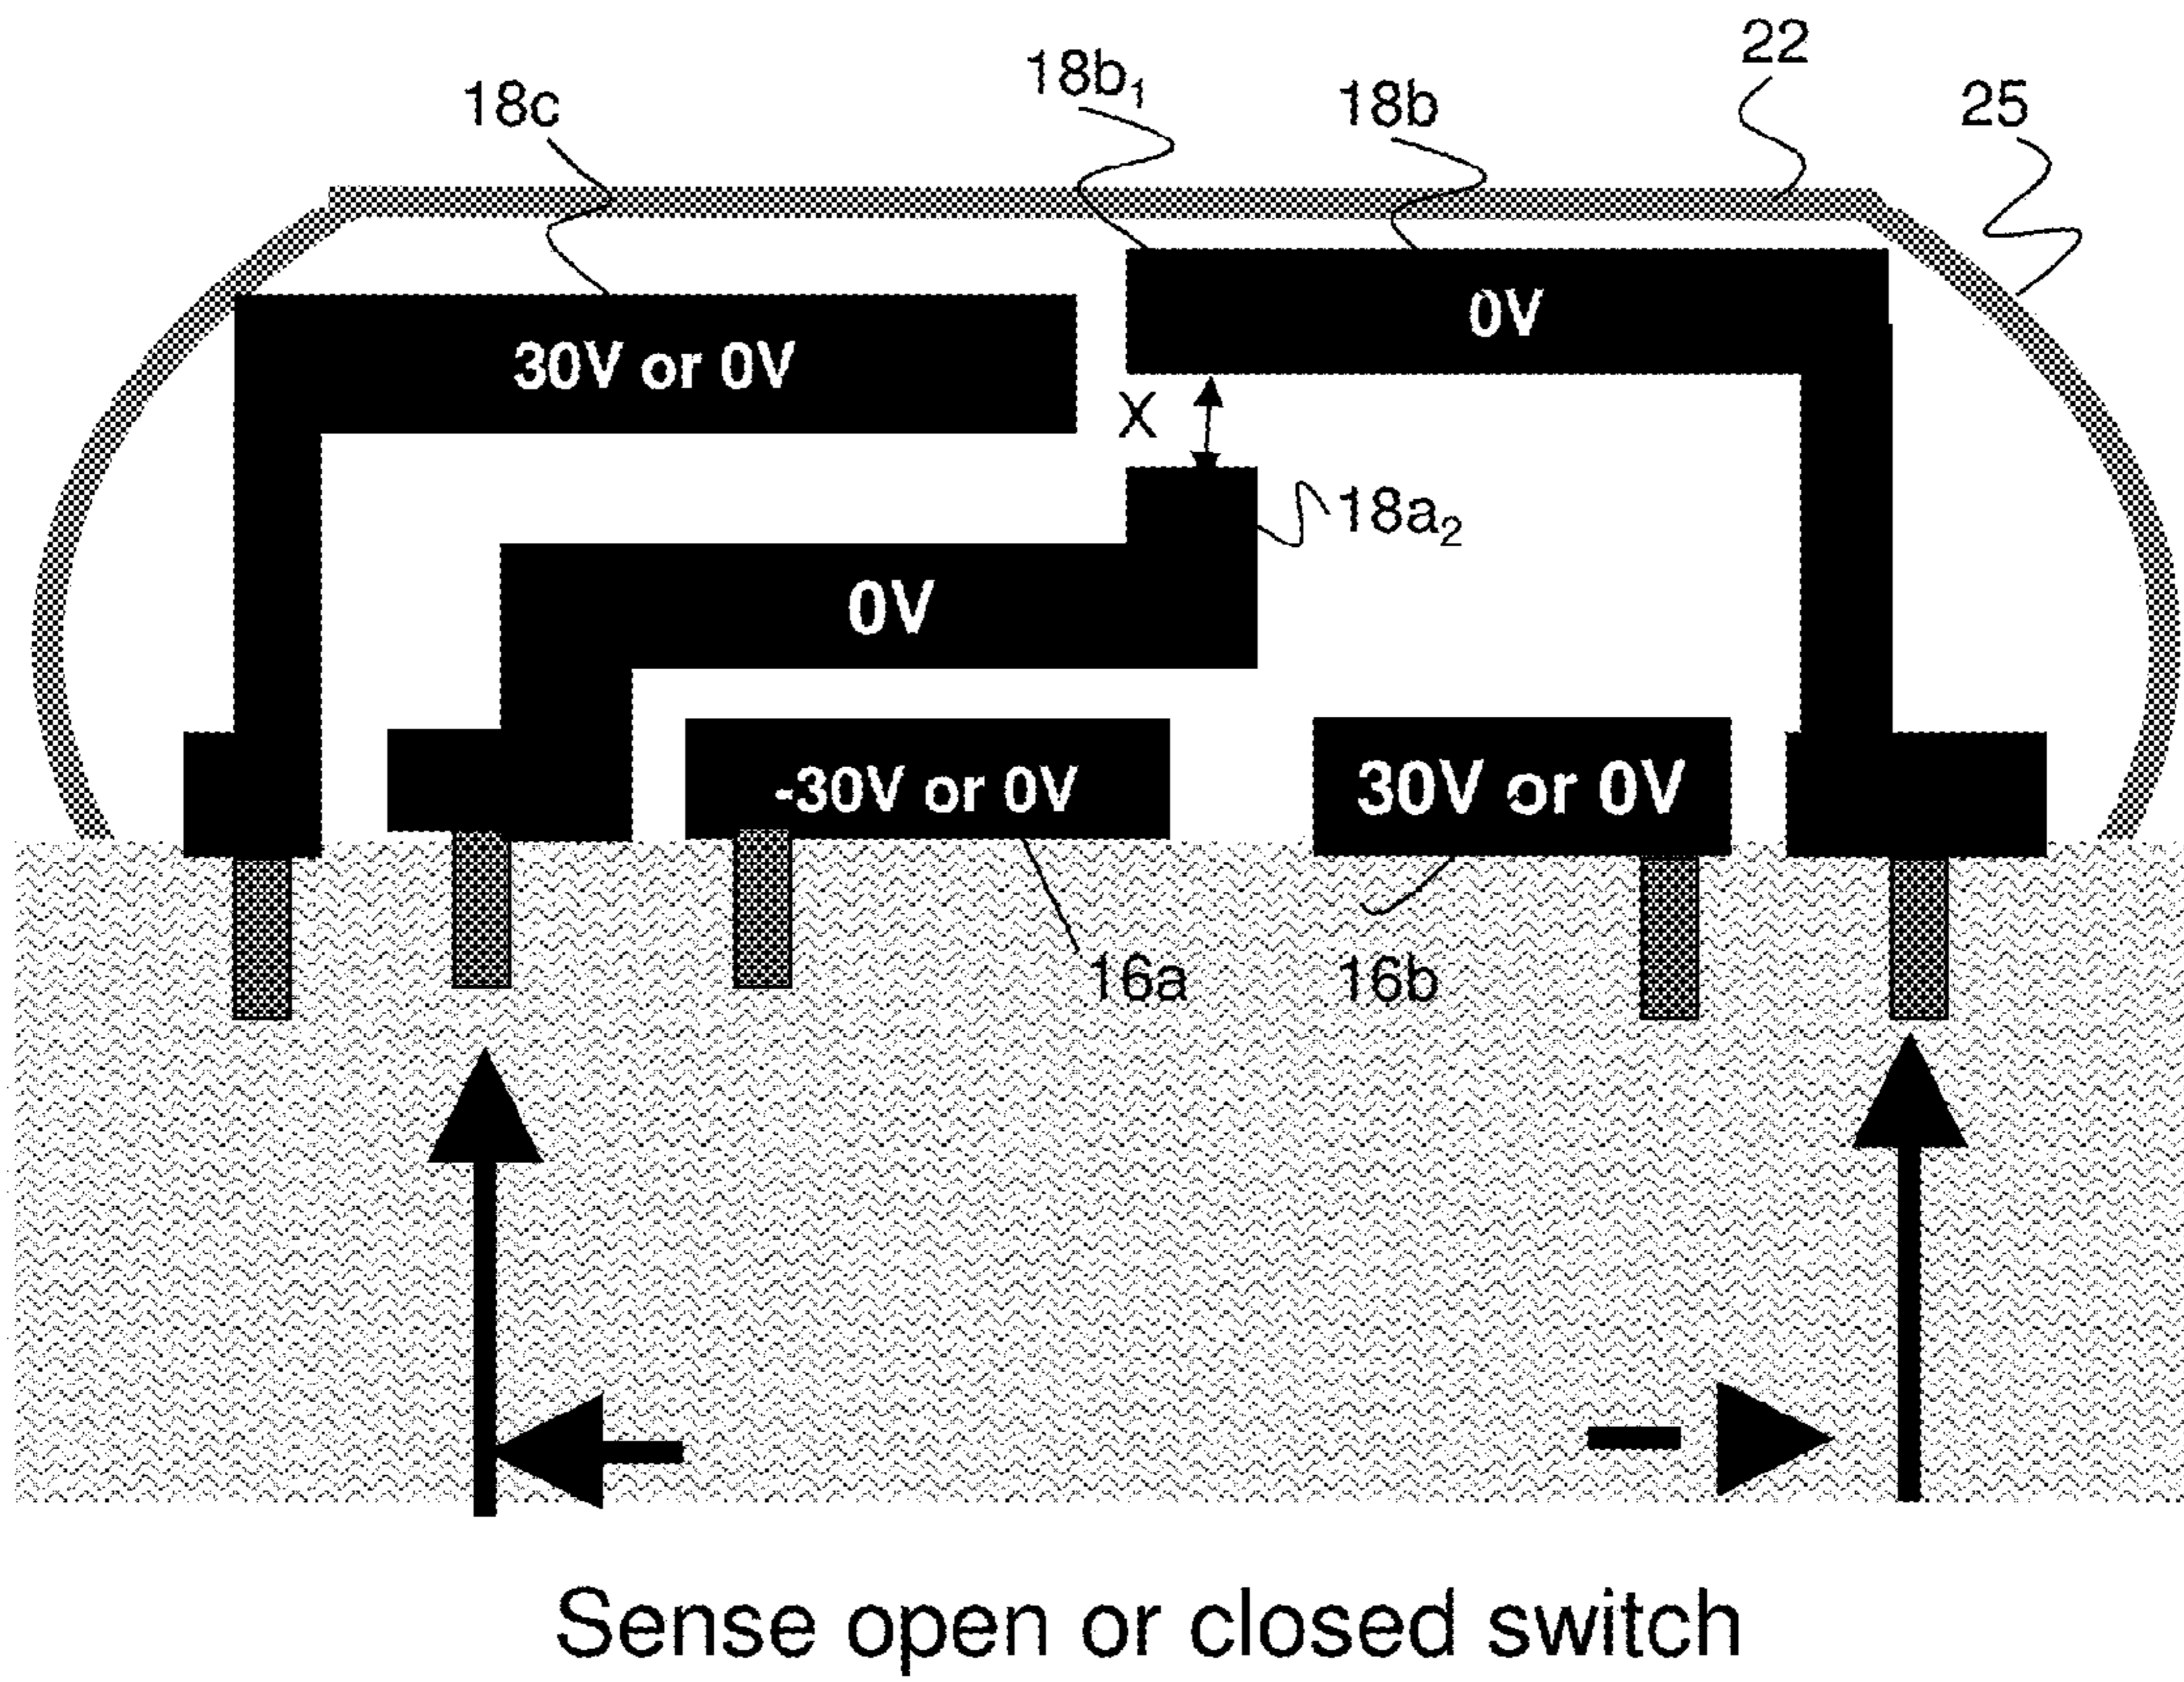 22
18b₁
18c
18b
25
0V
30V or 0V
X
18a₂
0V
-30V or 0V
30V or 0V
16a
16b
Sense open or closed switch